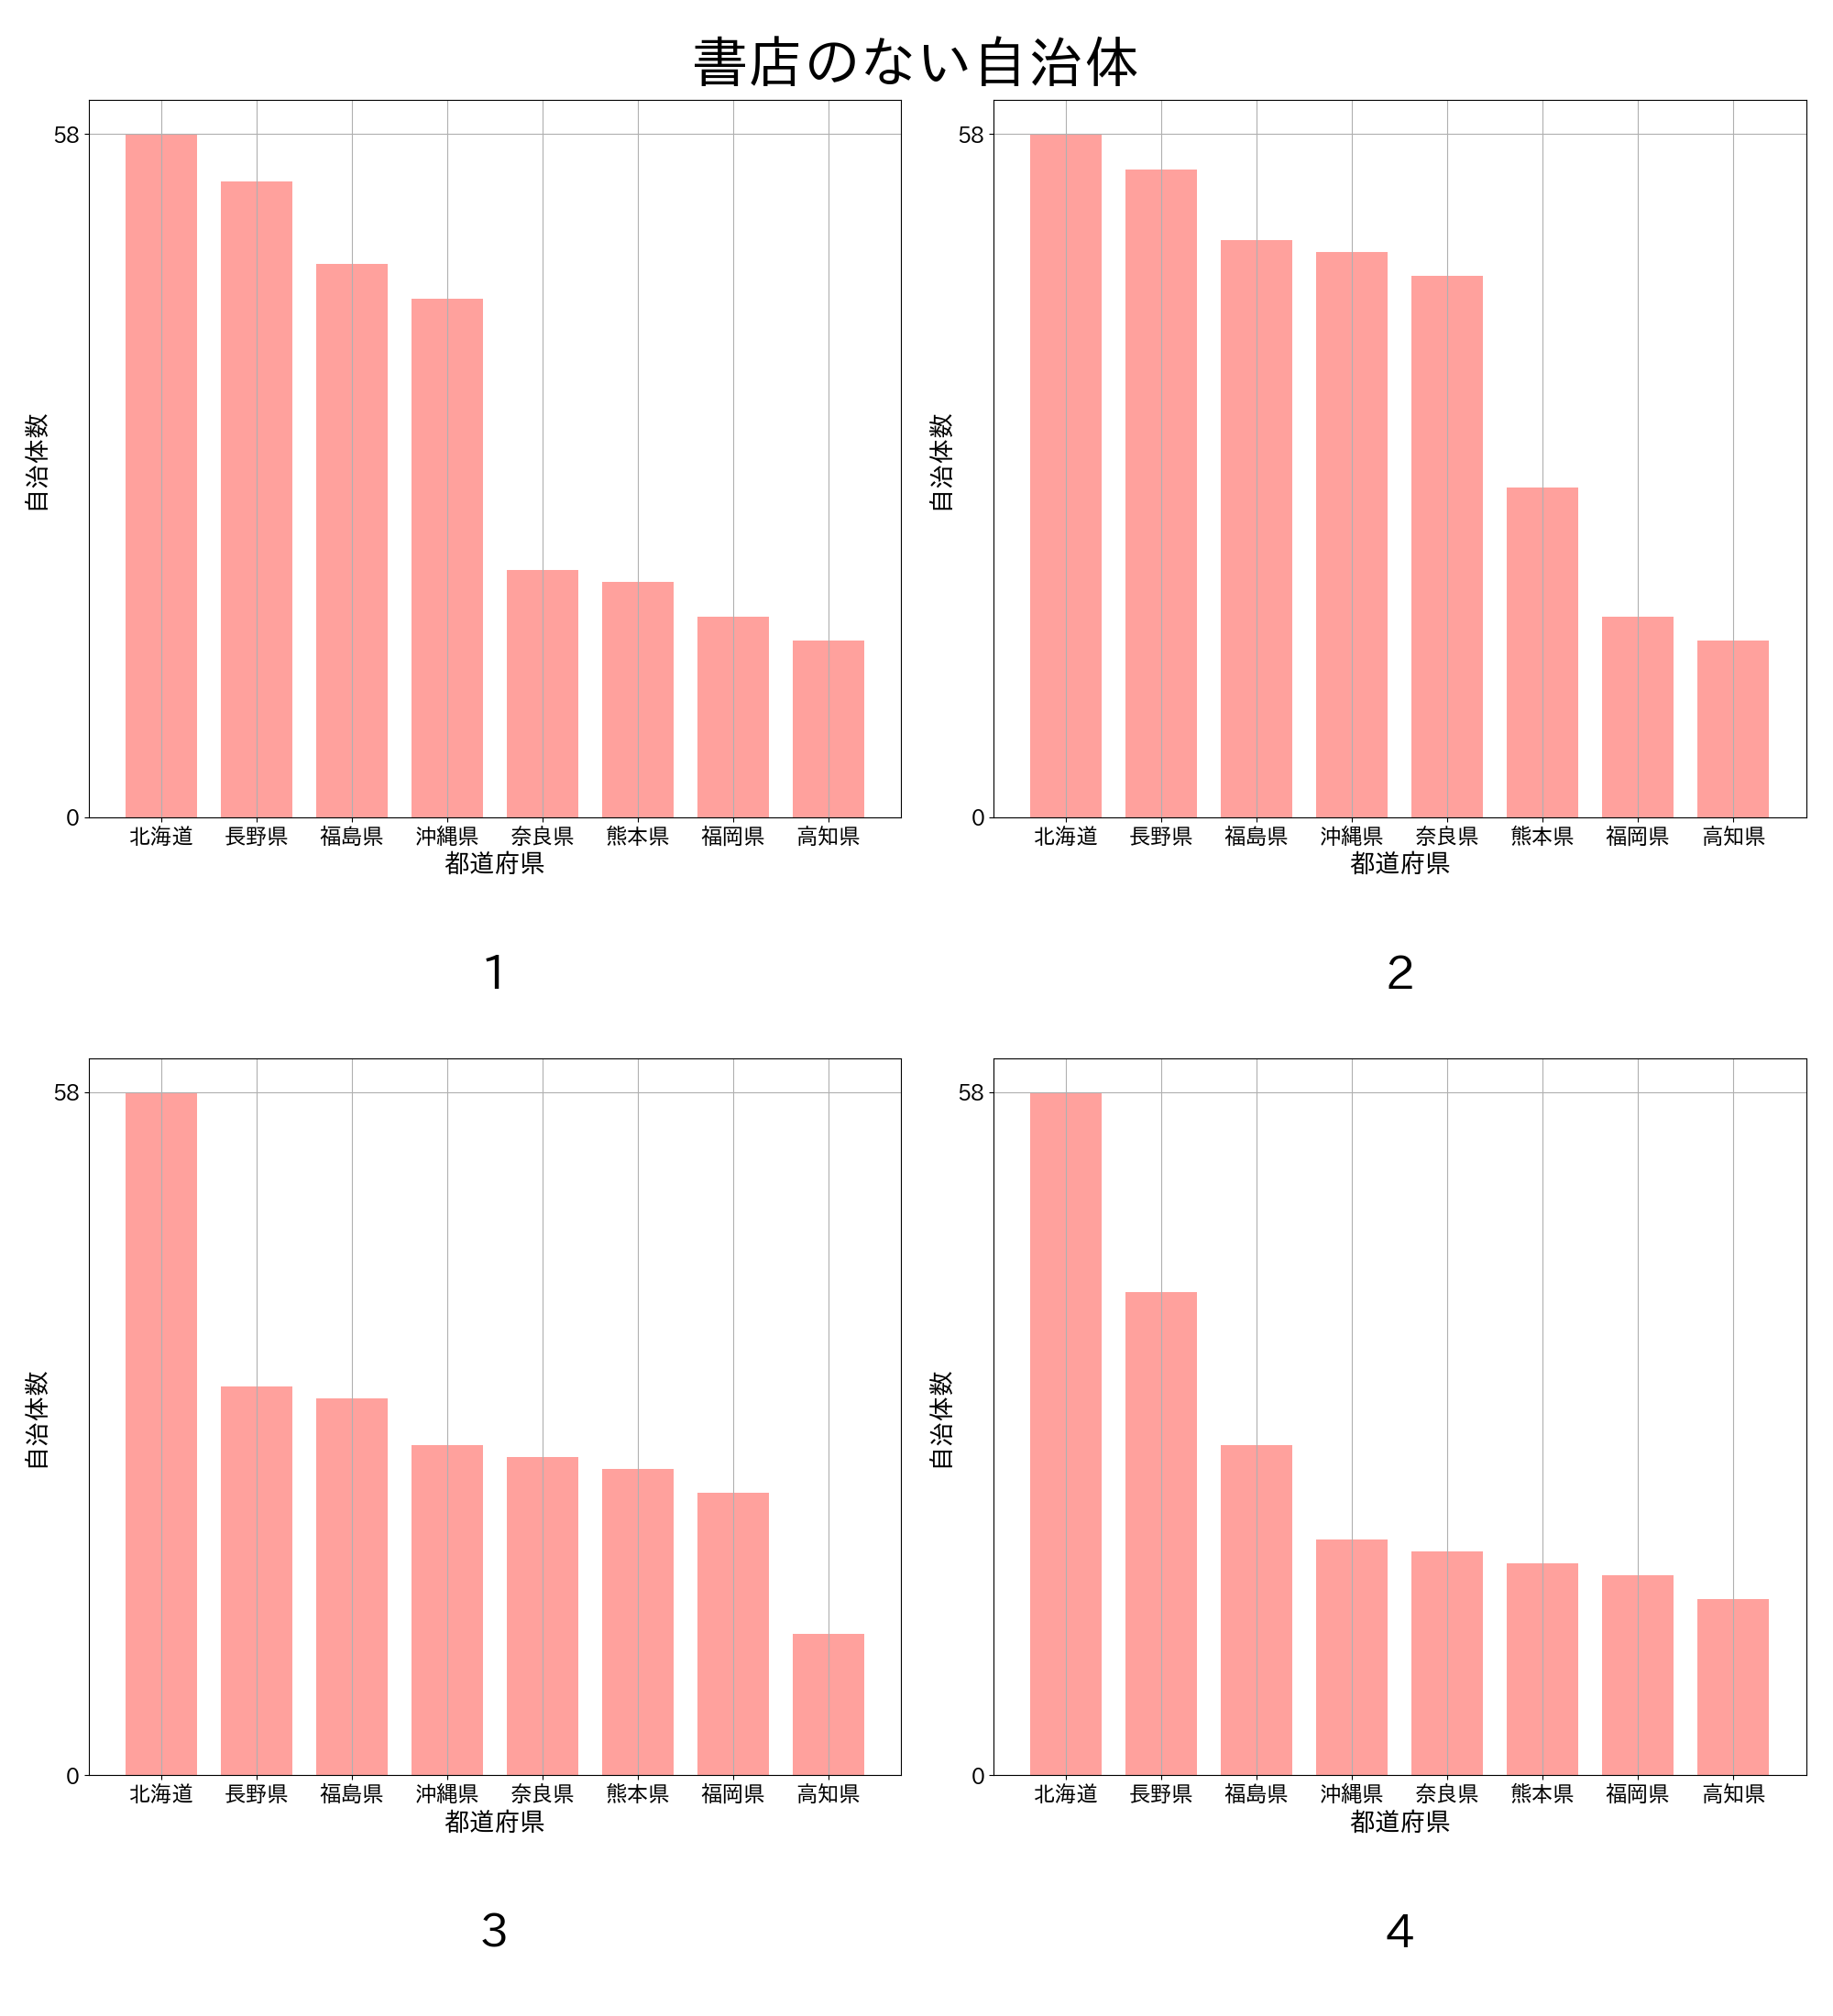 書店のない自治体
58
0
自治体数
北海道 長野県 福島県 沖縄県 奈良県 熊本県 福岡県 高知県
都道府県
1
58
0
自治体数
北海道 長野県 福島県 沖縄県 奈良県 熊本県 福岡県 高知県
都道府県
2
58
0
自治体数
北海道 長野県 福島県 沖縄県 奈良県 熊本県 福岡県 高知県
都道府県
3
58
0
自治体数
北海道 長野県 福島県 沖縄県 奈良県 熊本県 福岡県 高知県
都道府県
4